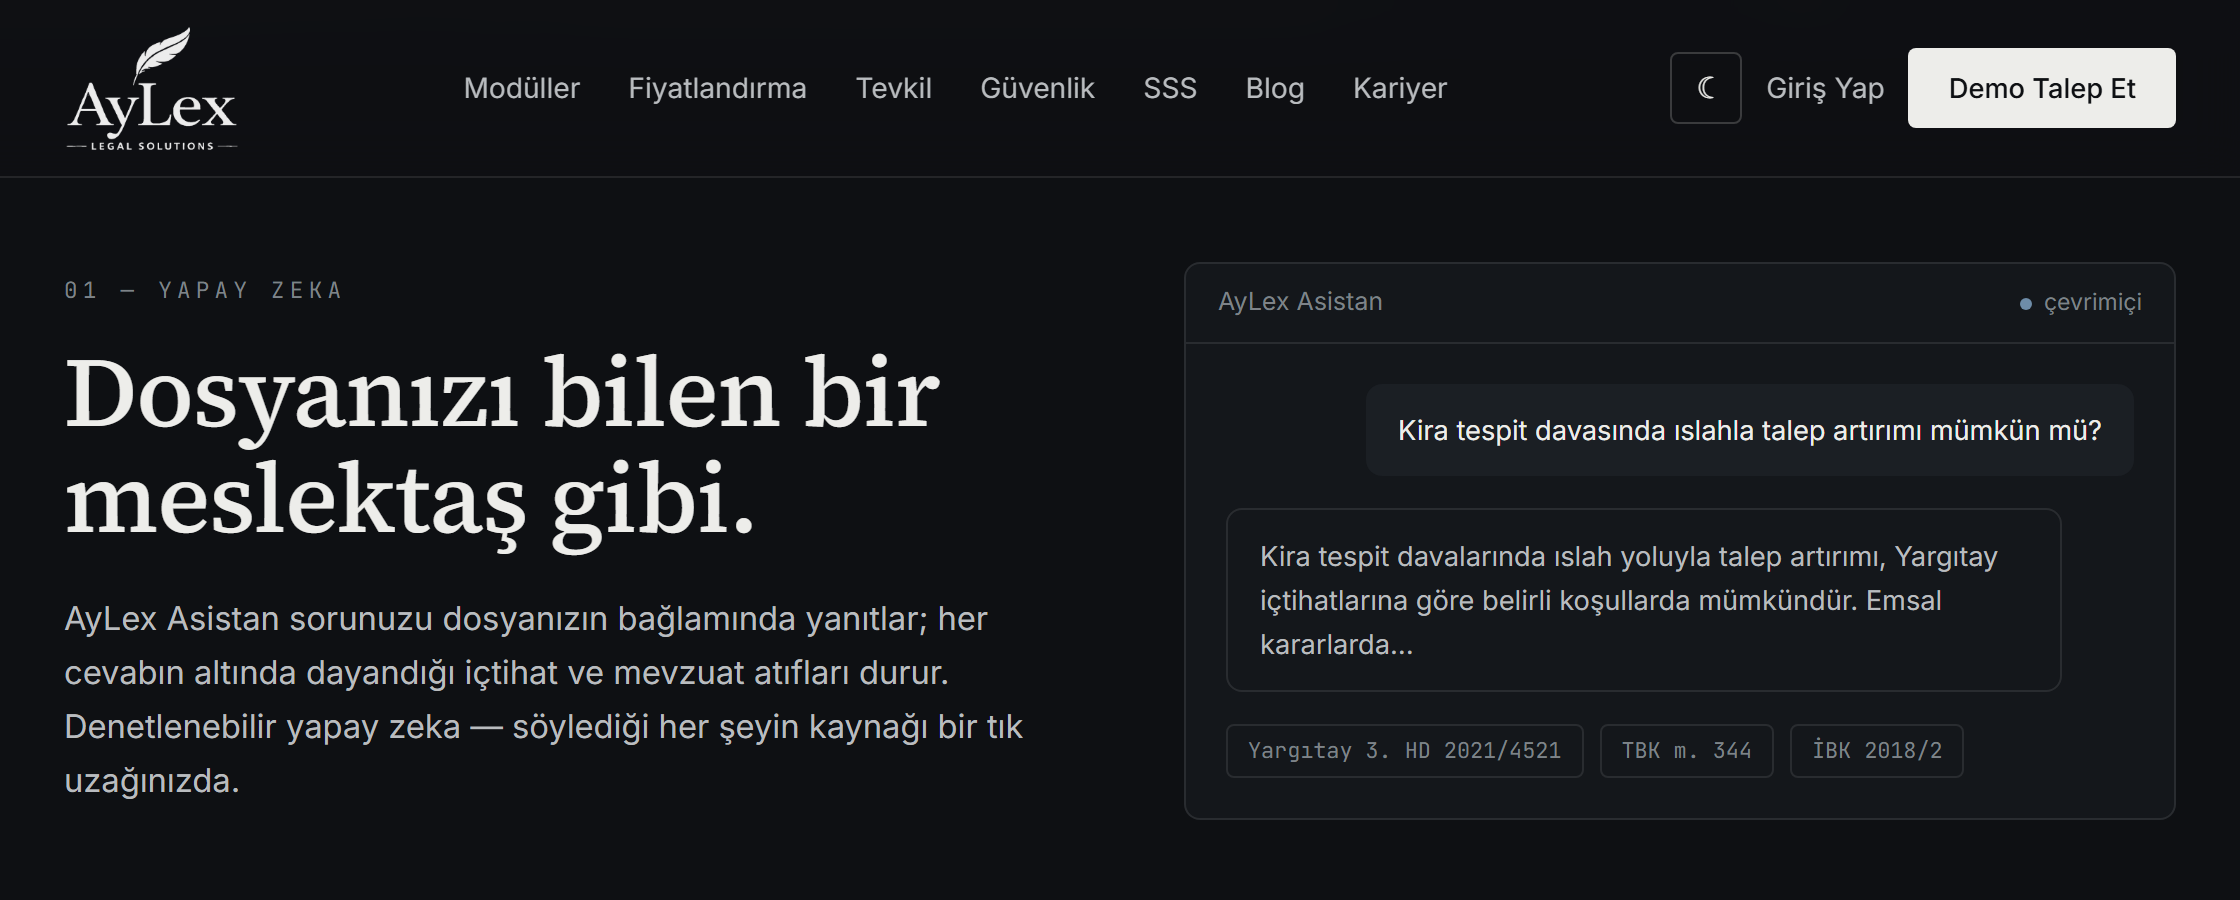 AyLex
LEGAL SOLUTIONS
Modüller
Fiyatlandırma
Tevkil
Güvenlik
SSS
Blog
Kariyer
Giriş Yap
Demo Talep Et
01 — YAPAY ZEKA
Dosyanızı bilen bir
meslektaş gibi.
AyLex Asistan sorunuzu dosyanızın bağlamında yanıtlar; her
cevabın altında dayandığı içtihat ve mevzuat atıfları durur.
Denetlenebilir yapay zeka — söylediği her şeyin kaynağı bir tık
uzağınızda.
AyLex Asistan
çevrimiçi
Kira tespit davasında ıslahla talep artırımı mümkün mü?
Kira tespit davalarında ıslah yoluyla talep artırımı, Yargıtay
içtihatlarına göre belirli koşullarda mümkündür. Emsal
kararlarda...
Yargıtay 3. HD 2021/4521
TBK m. 344
İBK 2018/2